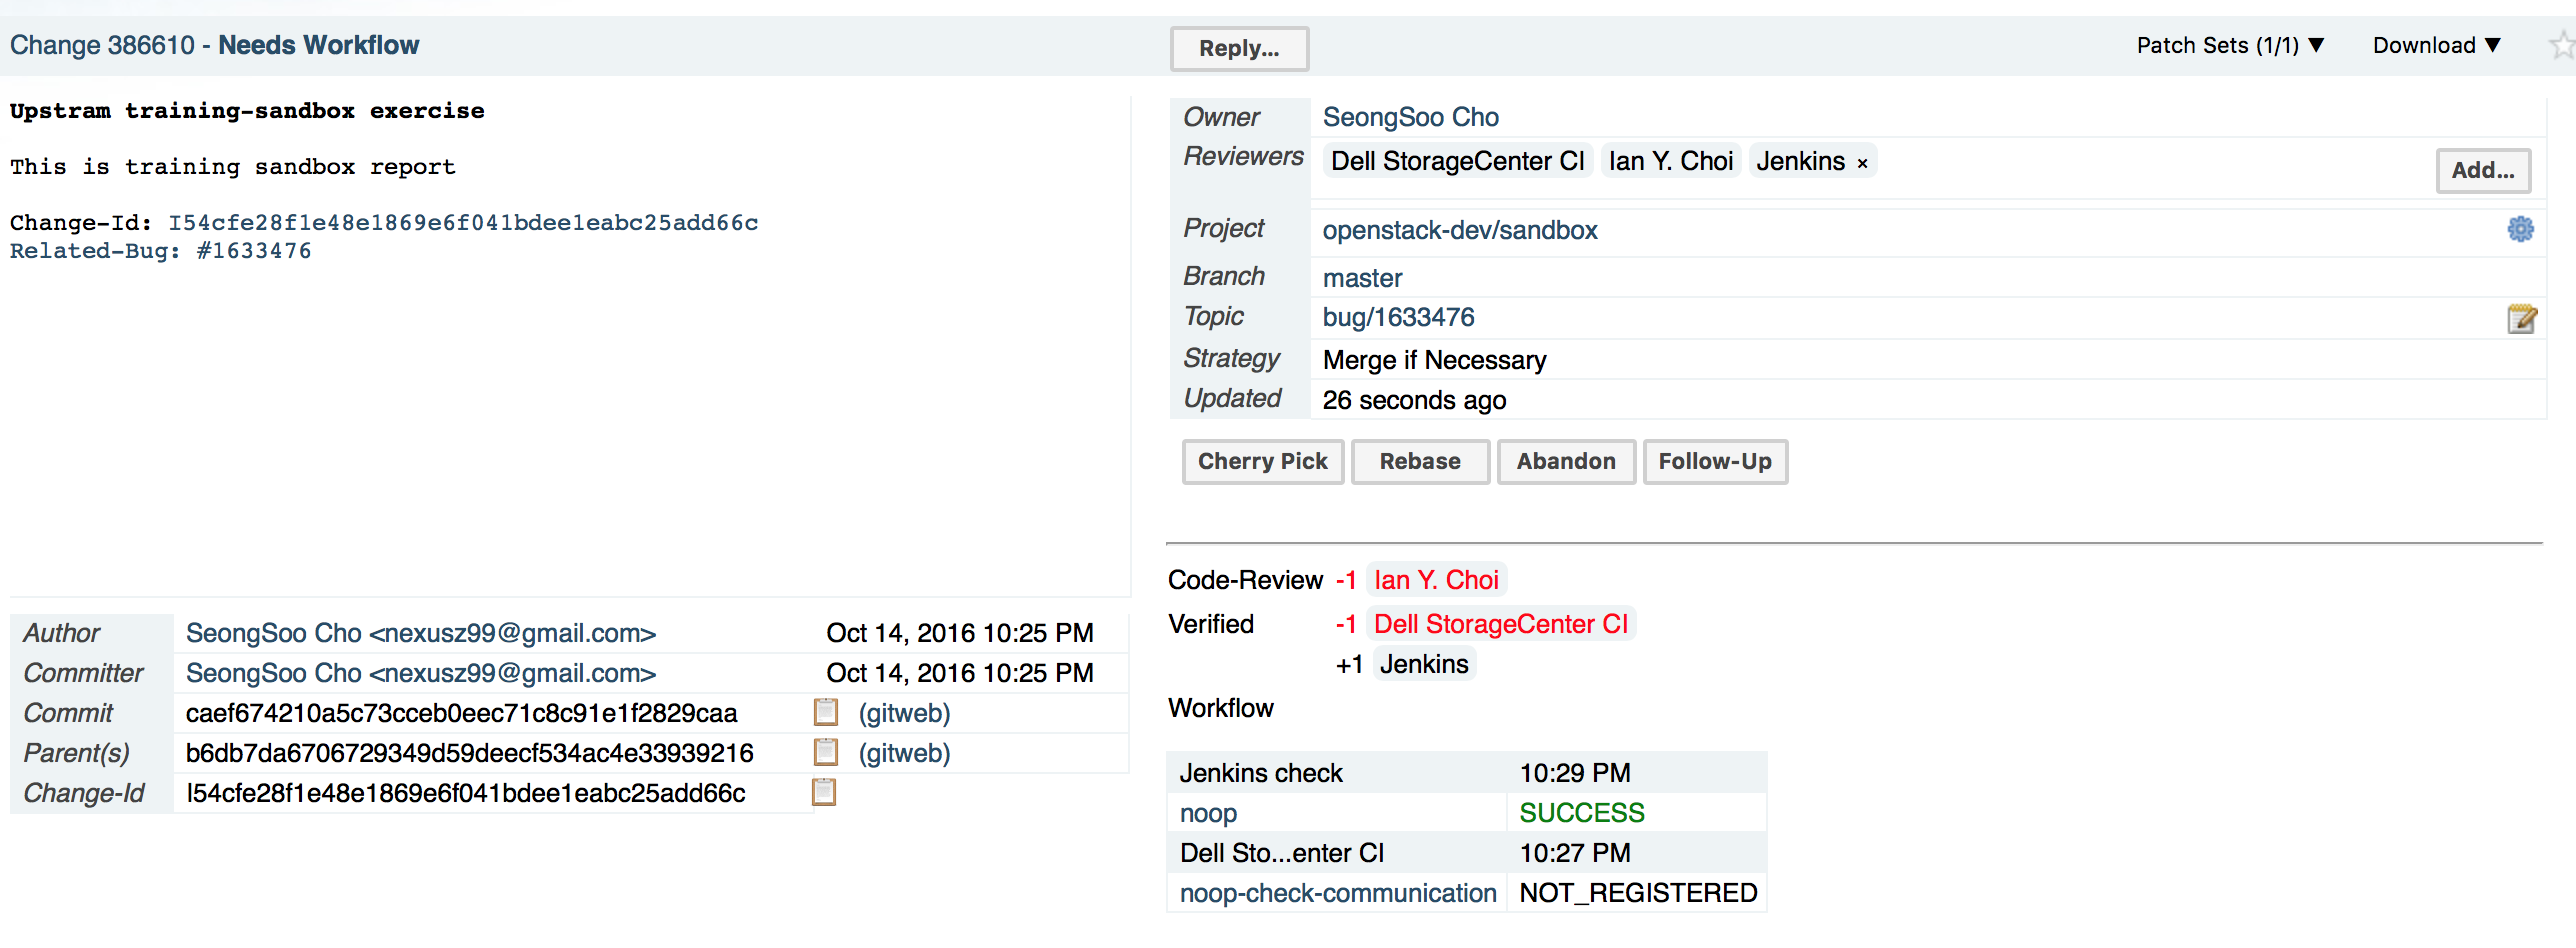 Change 386610 - Needs Workflow
Reply...
Patch Sets (1/1) ▼
Download ▼
Upstram training-sandbox exercise
This is training sandbox report
Change-Id: I54cfe28f1e48e1869e6f041bdee1eabc25add66c
Related-Bug: #1633476
Author SeongSoo Cho <nexusz99@gmail.com> Oct 14, 2016 10:25 PM
Committer SeongSoo Cho <nexusz99@gmail.com> Oct 14, 2016 10:25 PM
Commit caef674210a5c73cceb0eec71c8c91e1f2829caa (gitweb)
Parent(s) b6db7da6706729349d59deecf534ac4e33939216 (gitweb)
Change-Id I54cfe28f1e48e1869e6f041bdee1eabc25add66c
Owner SeongSoo Cho
Reviewers Dell StorageCenter CI Ian Y. Choi Jenkins ×
Add...
Project openstack-dev/sandbox
Branch master
Topic bug/1633476
Strategy Merge if Necessary
Updated 26 seconds ago
Cherry Pick Rebase Abandon Follow-Up
Code-Review -1 Ian Y. Choi
Verified -1 Dell StorageCenter CI
+1 Jenkins
Workflow
Jenkins check 10:29 PM
noop SUCCESS
Dell Sto...enter CI 10:27 PM
noop-check-communication NOT_REGISTERED